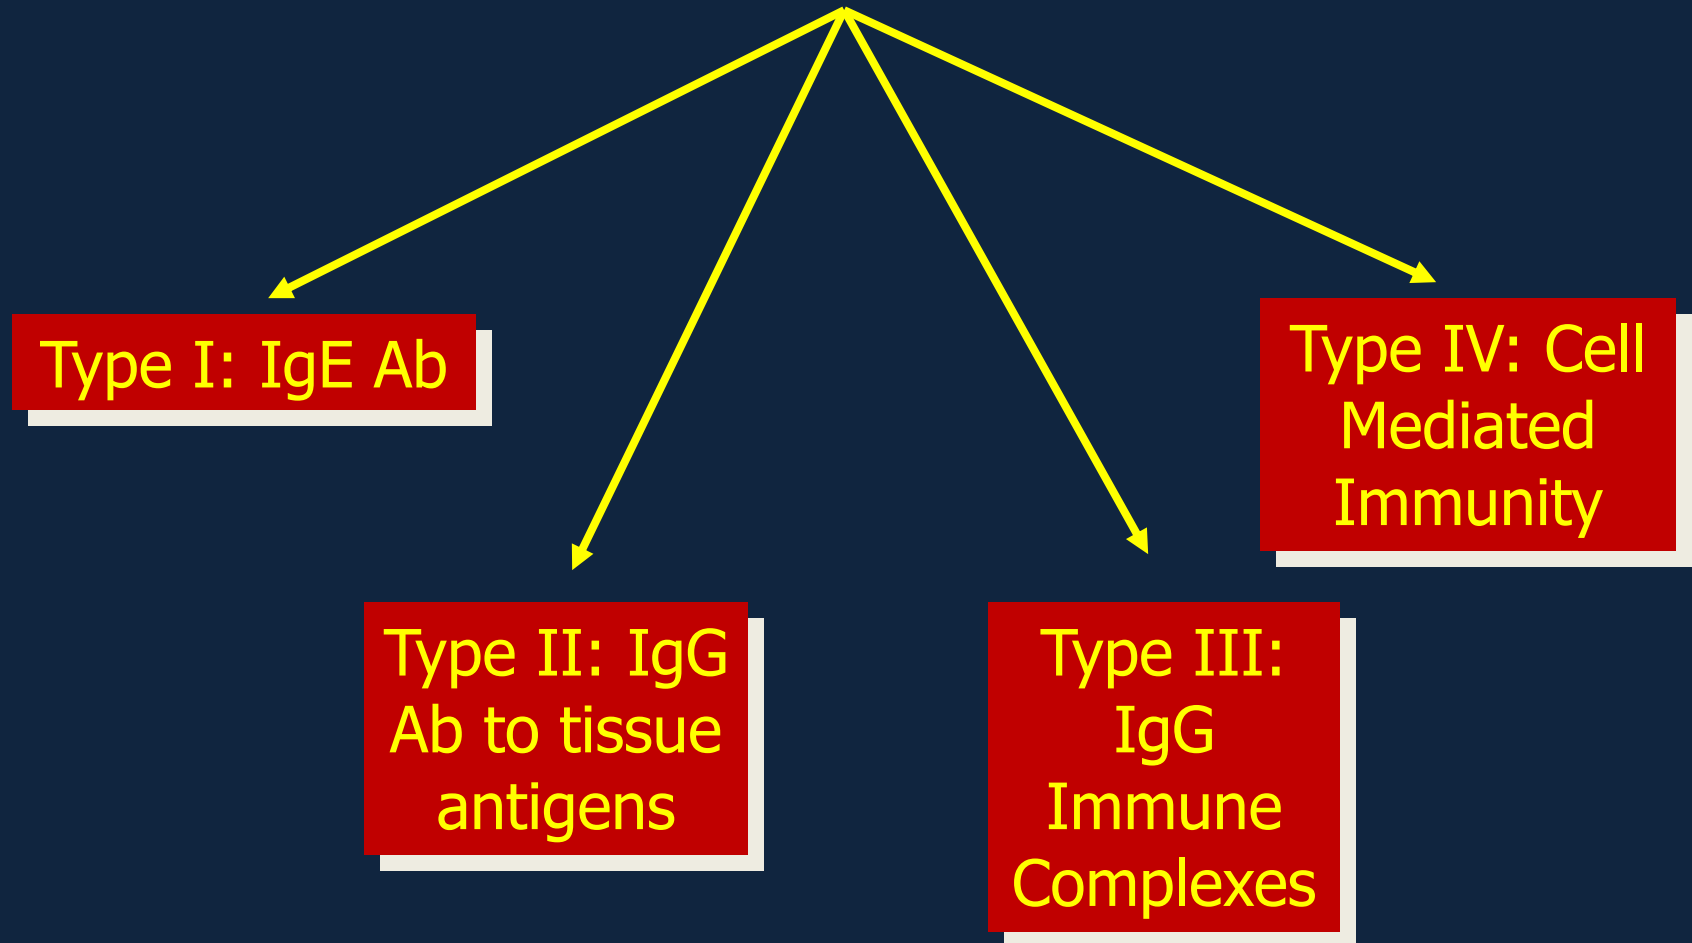 Type I: IgE Ab
Type II: IgG
Ab to tissue
antigens
Type III:
IgG
Immune
Complexes
Type IV: Cell
Mediated
Immunity